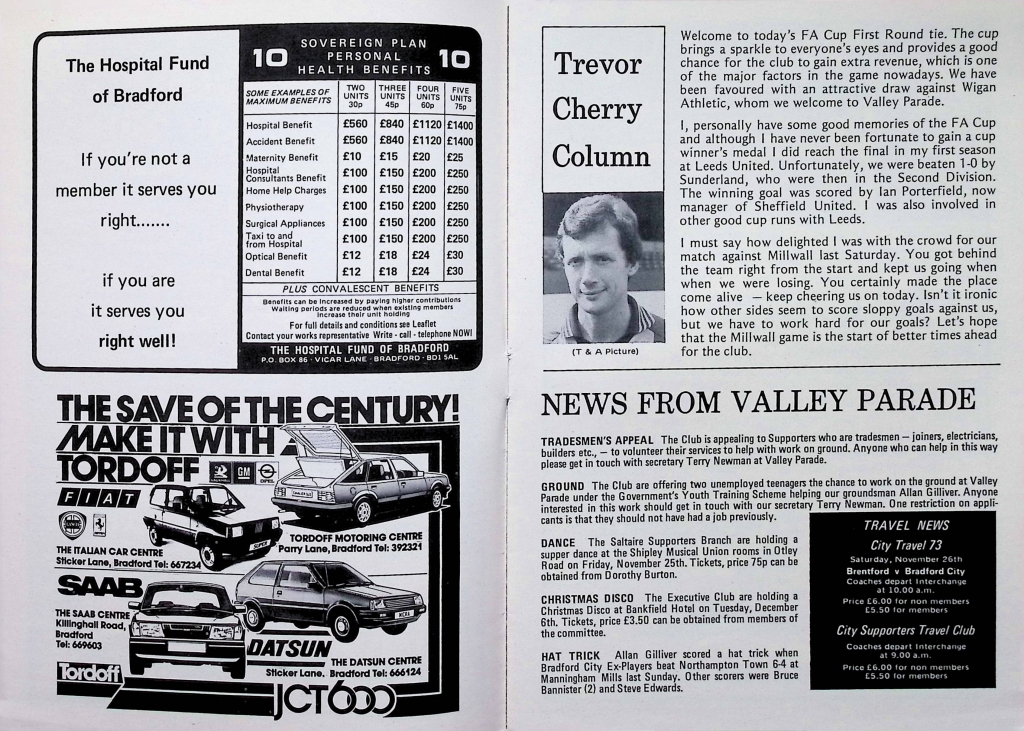 The Hospital Fund
of Bradford
If you're not a
member it serves you
right.......
if you are
it serves you
right well!
10 SOVEREIGN PLAN 10
PERSONAL
HEALTH BENEFITS
SOME EXAMPLES OF MAXIMUM BENEFITS TWO UNITS 30p THREE UNITS 45p FOUR UNITS 60p FIVE UNITS 75p
Hospital Benefit £560 £840 £1120 £1400
Accident Benefit £560 £840 £1120 £1400
Maternity Benefit £10 £15 £20 £25
Hospital Consultants Benefit £100 £150 £200 £250
Home Help Charges £100 £150 £200 £250
Physiotherapy £100 £150 £200 £250
Surgical Appliances £100 £150 £200 £250
Taxi to and from Hospital £100 £150 £200 £250
Optical Benefit £12 £18 £24 £30
Dental Benefit £12 £18 £24 £30
PLUS CONVALESCENT BENEFITS
Benefits can be increased by paying higher contributions
Waiting periods are reduced when existing members
increase their unit holding
For full details and conditions see Leaflet
Contact your works representative Write - call - telephone NOW!
THE HOSPITAL FUND OF BRADFORD
P.O. BOX 86 · VICAR LANE · BRADFORD · BD1 5AL
THE SAVE OF THE CENTURY!
MAKE IT WITH
TORDOFF
GM
OPEL
FIAT
THE ITALIAN CAR CENTRE
Sticker Lane, Bradford Tel: 667234
TORDOFF MOTORING CENTRE
Parry Lane, Bradford Tel: 392321
SAAB
THE SAAB CENTRE
Killinghall Road,
Bradford
Tel: 669603
DATSUN
THE DATSUN CENTRE
Sticker Lane, Bradford Tel: 666124
Tordoff
JCT600
Trevor
Cherry
Column
(T & A Picture)
Welcome to today's FA Cup First Round tie. The cup
brings a sparkle to everyone's eyes and provides a good
chance for the club to gain extra revenue, which is one
of the major factors in the game nowadays. We have
been favoured with an attractive draw against Wigan
Athletic, whom we welcome to Valley Parade.
I, personally have some good memories of the FA Cup
and although I have never been fortunate to gain a cup
winner's medal I did reach the final in my first season
at Leeds United. Unfortunately, we were beaten 1-0 by
Sunderland, who were then in the Second Division.
The winning goal was scored by Ian Porterfield, now
manager of Sheffield United. I was also involved in
other good cup runs with Leeds.
I must say how delighted I was with the crowd for our
match against Millwall last Saturday. You got behind
the team right from the start and kept us going when
when we were losing. You certainly made the place
come alive — keep cheering us on today. Isn't it ironic
how other sides seem to score sloppy goals against us,
but we have to work hard for our goals? Let's hope
that the Millwall game is the start of better times ahead
for the club.
NEWS FROM VALLEY PARADE
TRADESMEN'S APPEAL The Club is appealing to Supporters who are tradesmen — joiners, electricians,
builders etc., — to volunteer their services to help with work on ground. Anyone who can help in this way
please get in touch with secretary Terry Newman at Valley Parade.
GROUND The Club are offering two unemployed teenagers the chance to work on the ground at Valley
Parade under the Government's Youth Training Scheme helping our groundsman Allan Gilliver. Anyone
interested in this work should get in touch with our secretary Terry Newman. One restriction on appli-
cants is that they should not have had a job previously.
DANCE The Saltaire Supporters Branch are holding a
supper dance at the Shipley Musical Union rooms in Otley
Road on Friday, November 25th. Tickets, price 75p can be
obtained from Dorothy Burton.
CHRISTMAS DISCO The Executive Club are holding a
Christmas Disco at Bankfield Hotel on Tuesday, December
6th. Tickets, price £3.50 can be obtained from members of
the committee.
HAT TRICK Allan Gilliver scored a hat trick when
Bradford City Ex-Players beat Northampton Town 6-4 at
Manningham Mills last Sunday. Other scorers were Bruce
Bannister (2) and Steve Edwards.
TRAVEL NEWS
City Travel 73
Saturday, November 26th
Brentford v Bradford City
Coaches depart Interchange
at 10.00 a.m.
Price £6.00 for non members
£5.50 for members
City Supporters Travel Club
Coaches depart Interchange
at 9.00 a.m.
Price £6.00 for non members
£5.50 for members